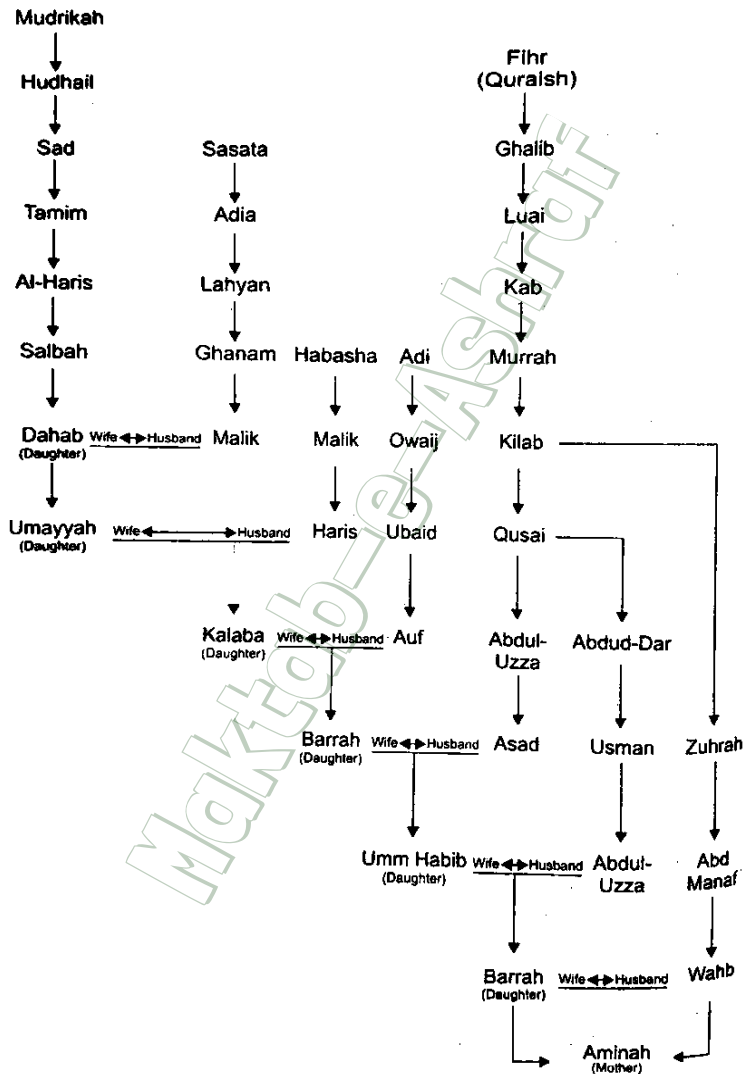 Mudrikah
Fihr
(Quraish)
Hudhail
Sad
Sasata
Ghalib
Tamim
Adia
Luai
Al-Haris
Lahyan
Kab
Salbah
Ghanam
Habasha
Adi
Murrah
Dahab
(Daughter)
Wife
Husband
Malik
Malik
Owaij
Kilab
Umayyah
(Daughter)
Wife
Husband
Haris
Ubaid
Qusai
Kalaba
(Daughter)
Wife
Husband
Auf
Abdul-
Uzza
Abdud-Dar
Barrah
(Daughter)
Wife
Husband
Asad
Usman
Zuhrah
Umm Habib
(Daughter)
Wife
Husband
Abdul-
Uzza
Abd
Manaf
Barrah
(Daughter)
Wife
Husband
Wahb
Aminah
(Mother)
Maktab-e-Ashraf